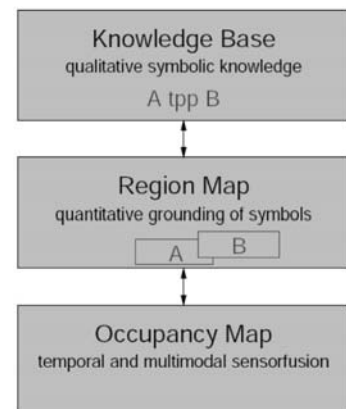 Knowledge Base
qualitative symbolic knowledge
A tpp B
Region Map
quantitative grounding of symbols
A
B
Occupancy Map
temporal and multimodal sensorfusion